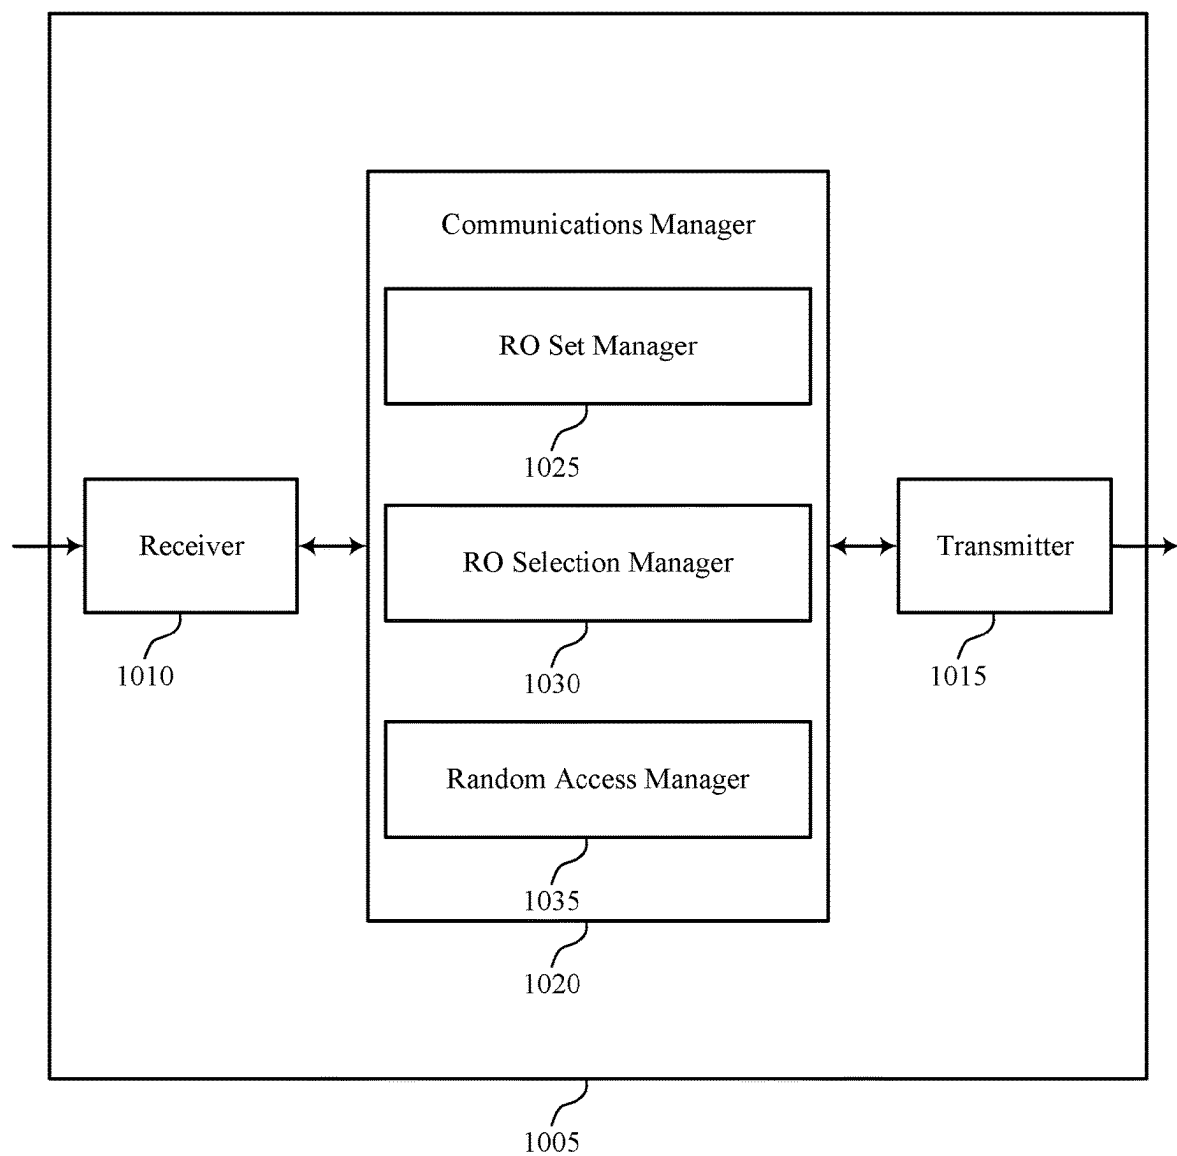 Communications Manager
RO Set Manager
1025
Receiver
RO Selection Manager
Transmitter
1010
1030
1015
Random Access Manager
1035
1020
1005